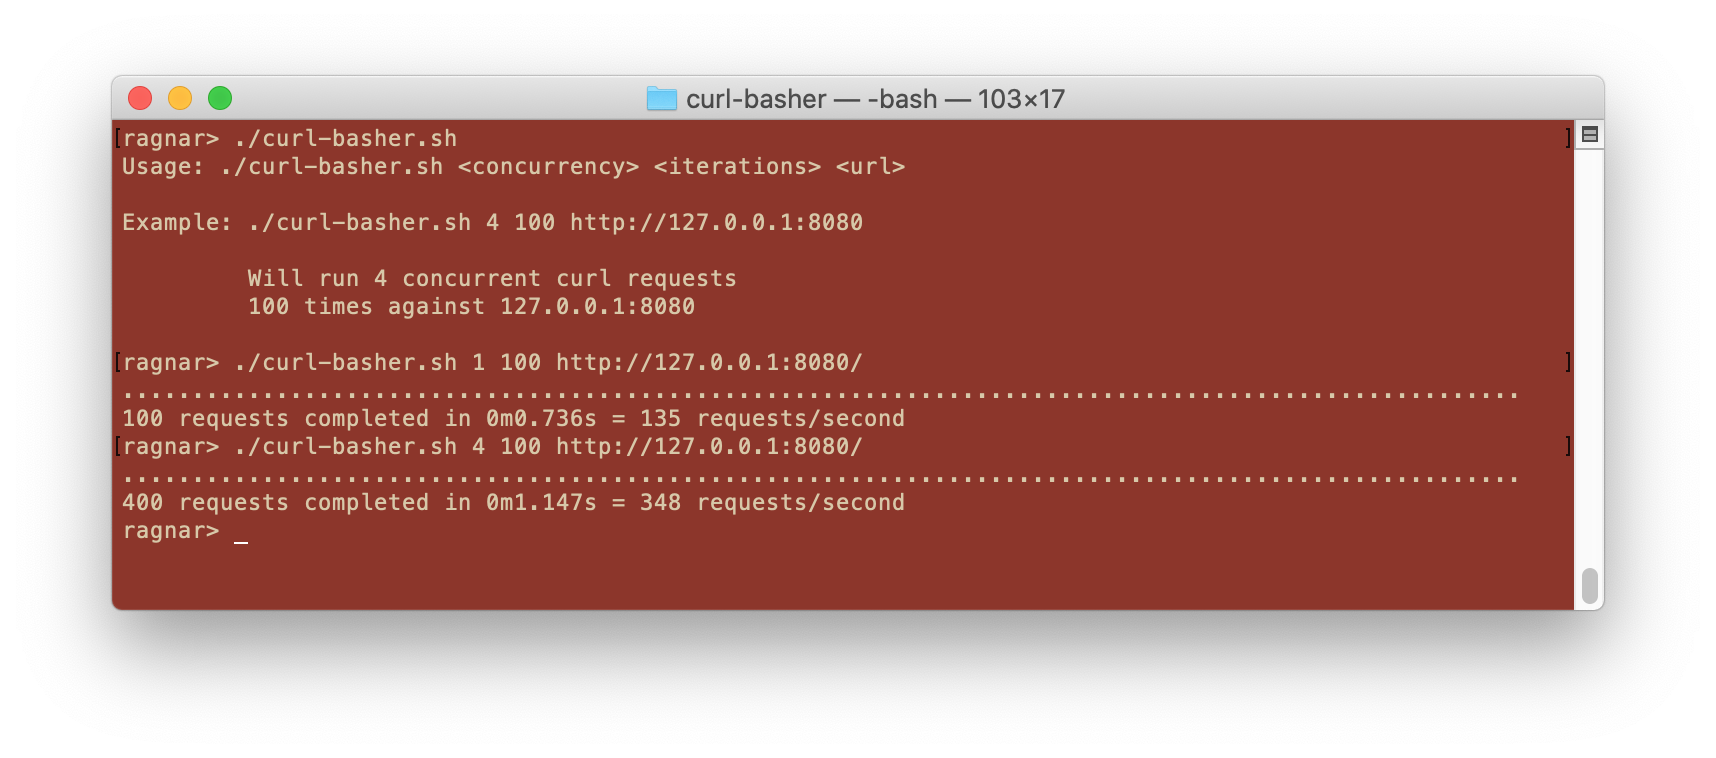 curl-basher — -bash — 103×17
[ragnar> ./curl-basher.sh ]
Usage: ./curl-basher.sh <concurrency> <iterations> <url>
Example: ./curl-basher.sh 4 100 http://127.0.0.1:8080
Will run 4 concurrent curl requests
100 times against 127.0.0.1:8080
[ragnar> ./curl-basher.sh 1 100 http://127.0.0.1:8080/ ]
....................................................................................................
100 requests completed in 0m0.736s = 135 requests/second
[ragnar> ./curl-basher.sh 4 100 http://127.0.0.1:8080/ ]
....................................................................................................
400 requests completed in 0m1.147s = 348 requests/second
ragnar> _